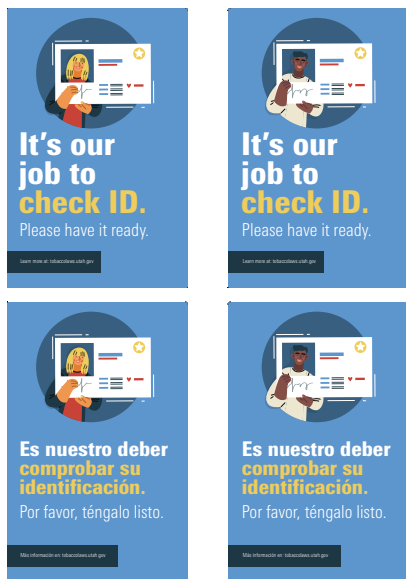 It's our
job to
check ID.
Please have it ready.
Learn more at: tobaccolaws.utah.gov
It's our
job to
check ID.
Please have it ready.
Learn more at: tobaccolaws.utah.gov
Es nuestro deber
comprobar su
identificación.
Por favor, téngalo listo.
Más información en: tobaccolaws.utah.gov
Es nuestro deber
comprobar su
identificación.
Por favor, téngalo listo.
Más información en: tobaccolaws.utah.gov